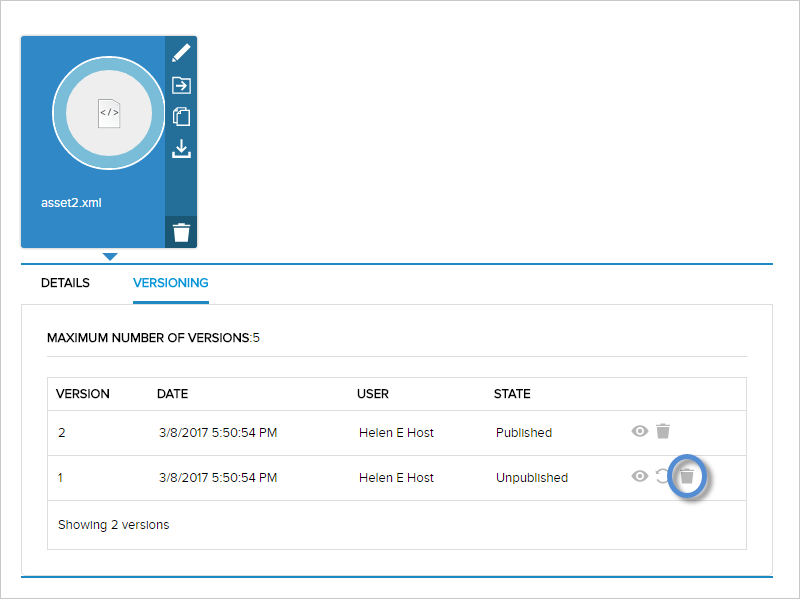 </>
asset2.xml
DETAILS VERSIONING
MAXIMUM NUMBER OF VERSIONS:5
VERSION DATE USER STATE
2 3/8/2017 5:50:54 PM Helen E Host Published
1 3/8/2017 5:50:54 PM Helen E Host Unpublished
Showing 2 versions